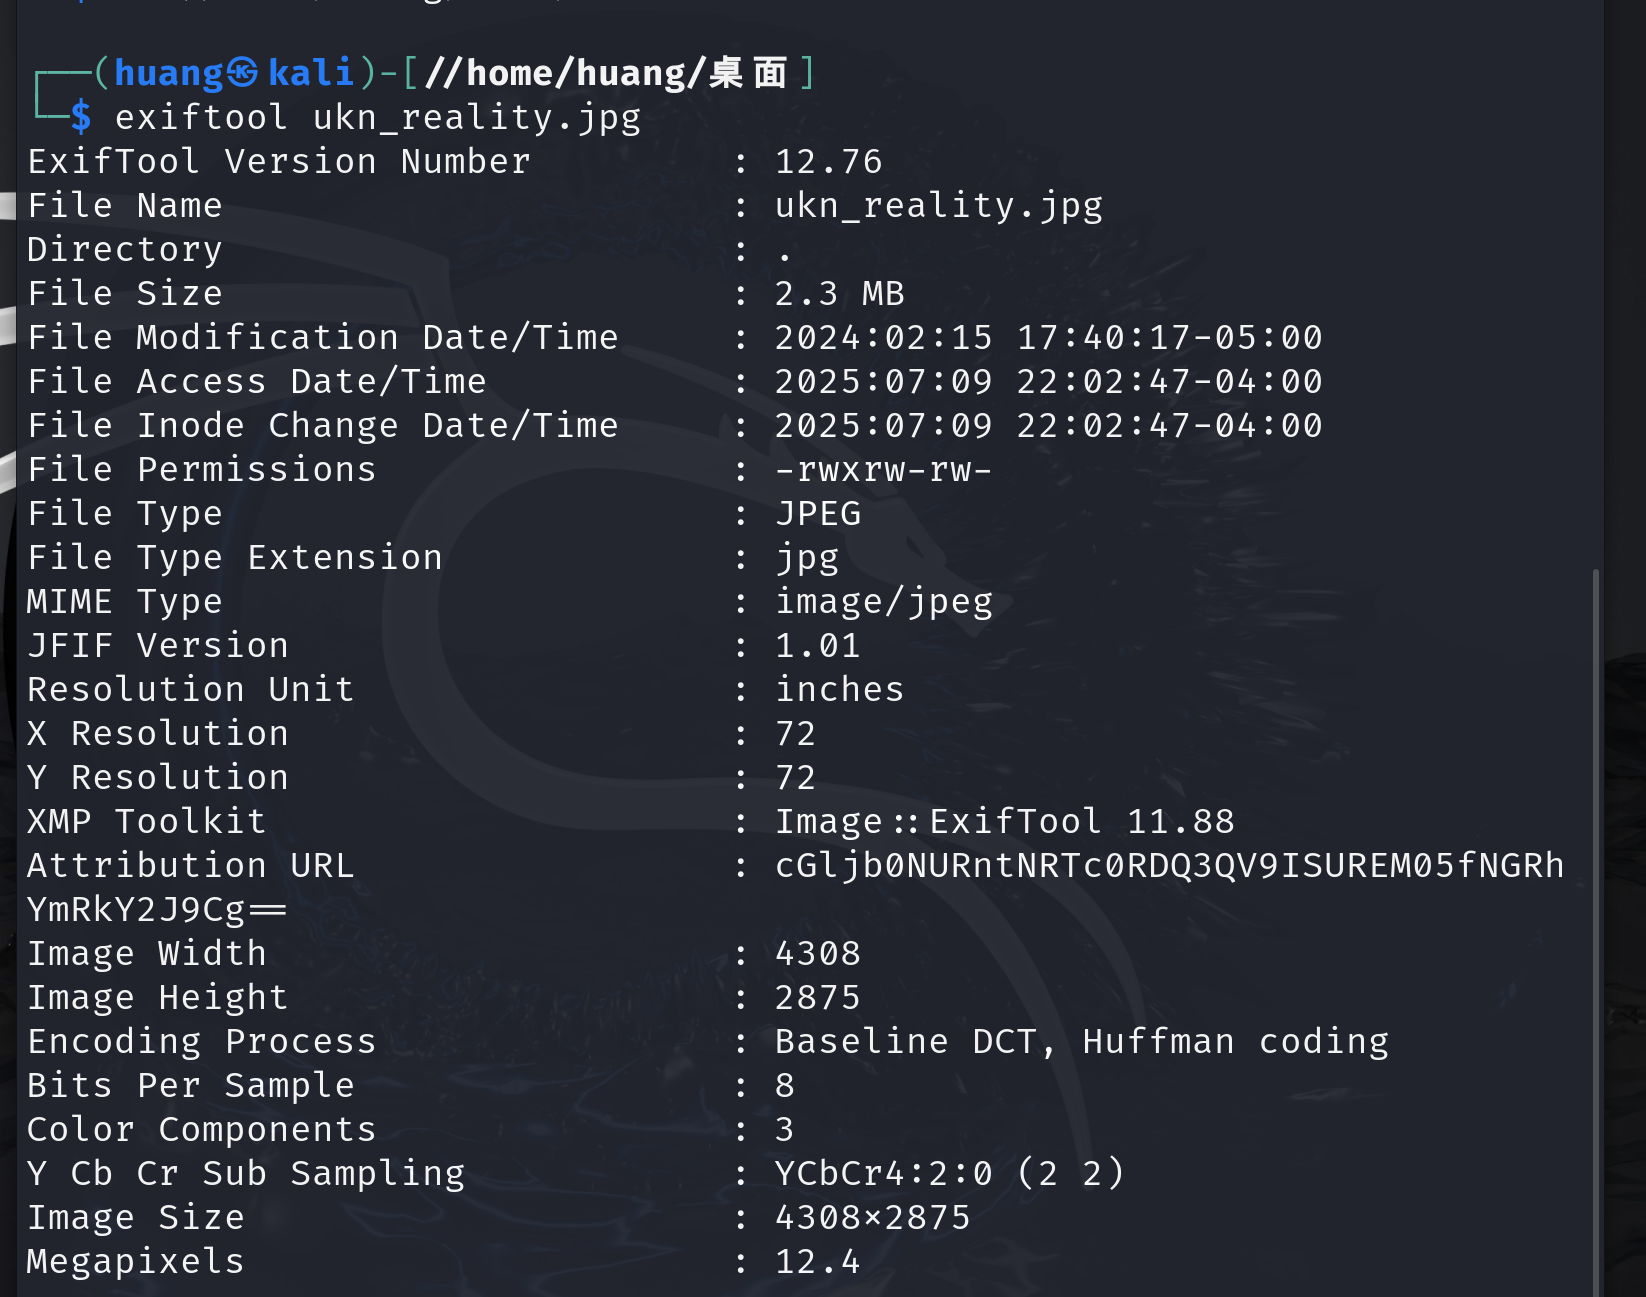 ┌──(huang㉿kali)-[//home/huang/桌面]
└─$ exiftool ukn_reality.jpg
ExifTool Version Number : 12.76
File Name : ukn_reality.jpg
Directory : .
File Size : 2.3 MB
File Modification Date/Time : 2024:02:15 17:40:17-05:00
File Access Date/Time : 2025:07:09 22:02:47-04:00
File Inode Change Date/Time : 2025:07:09 22:02:47-04:00
File Permissions : -rwxrw-rw-
File Type : JPEG
File Type Extension : jpg
MIME Type : image/jpeg
JFIF Version : 1.01
Resolution Unit : inches
X Resolution : 72
Y Resolution : 72
XMP Toolkit : Image::ExifTool 11.88
Attribution URL : cGljb0NURntNRTc0RDQ3QV9ISUREM05fNGRh
YmRkY2J9Cg==
Image Width : 4308
Image Height : 2875
Encoding Process : Baseline DCT, Huffman coding
Bits Per Sample : 8
Color Components : 3
Y Cb Cr Sub Sampling : YCbCr4:2:0 (2 2)
Image Size : 4308x2875
Megapixels : 12.4